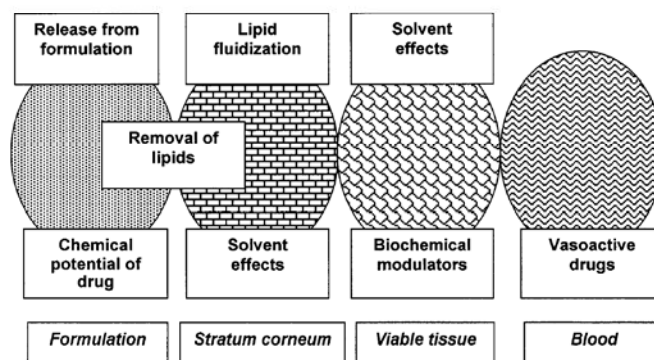 Release from
formulation
Lipid
fluidization
Solvent
effects
Removal of
lipids
Chemical
potential of
drug
Solvent
effects
Biochemical
modulators
Vasoactive
drugs
Formulation
Stratum corneum
Viable tissue
Blood